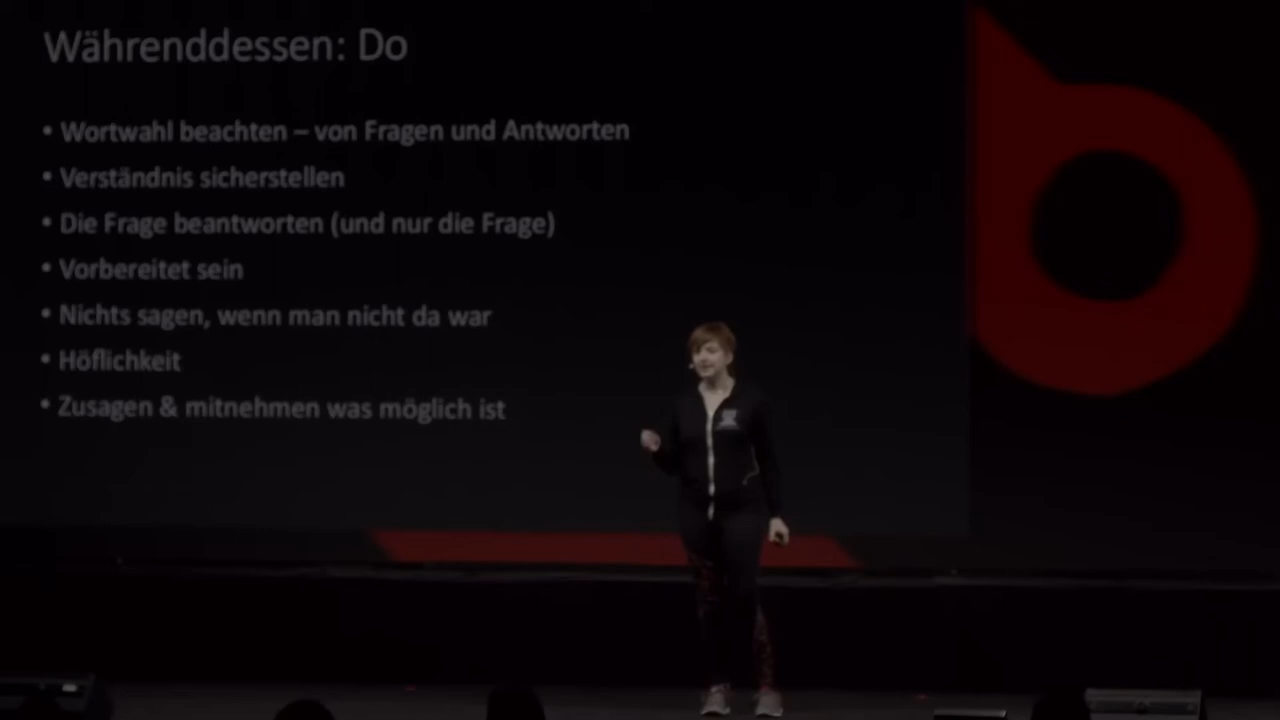 Währenddessen: Do
• Wortwahl beachten – von Fragen und Antworten
• Verständnis sicherstellen
• Die Frage beantworten (und nur die Frage)
• Vorbereitet sein
• Nichts sagen, wenn man nicht da war
• Höflichkeit
• Zusagen & mitnehmen was möglich ist